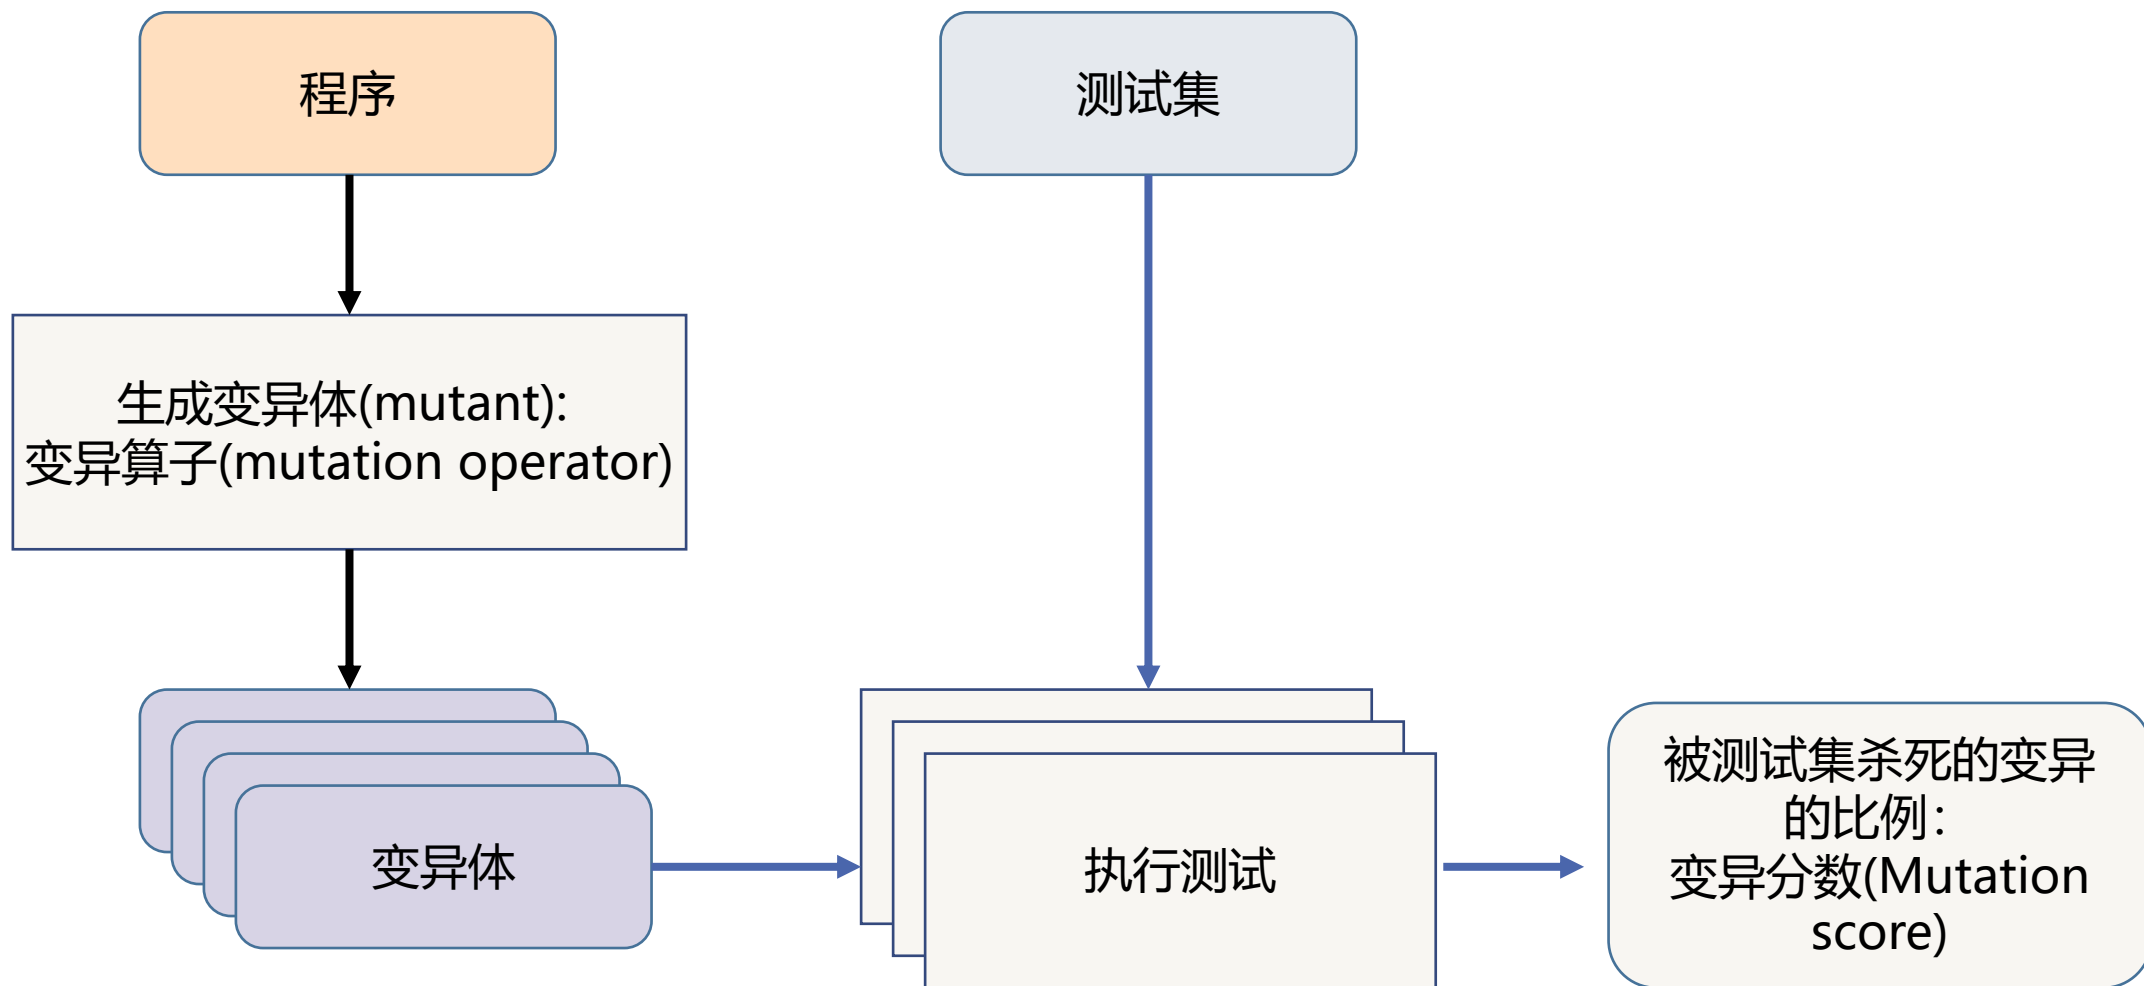 程序
测试集
生成变异体(mutant):
变异算子(mutation operator)
变异体
执行测试
被测试集杀死的变异
的比例：
变异分数(Mutation
score)